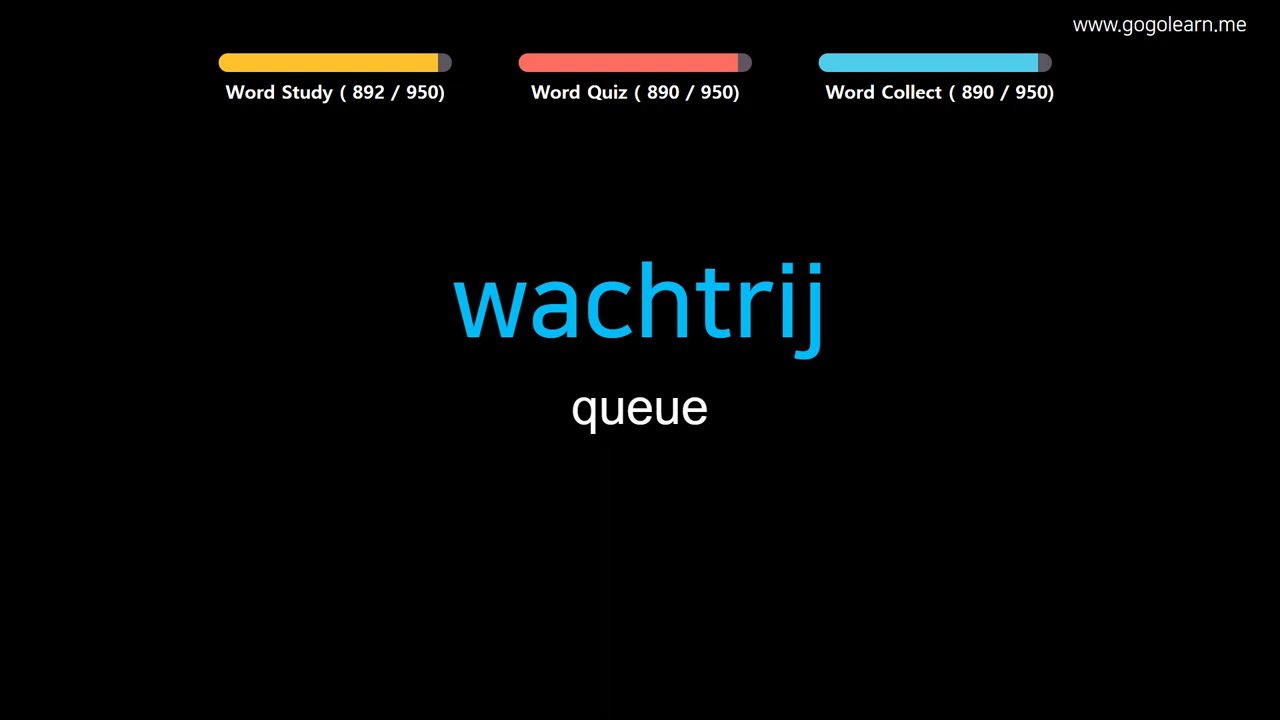 www.gogolearn.me
Word Study ( 892 / 950)
Word Quiz ( 890 / 950)
Word Collect ( 890 / 950)
wachtrij
queue